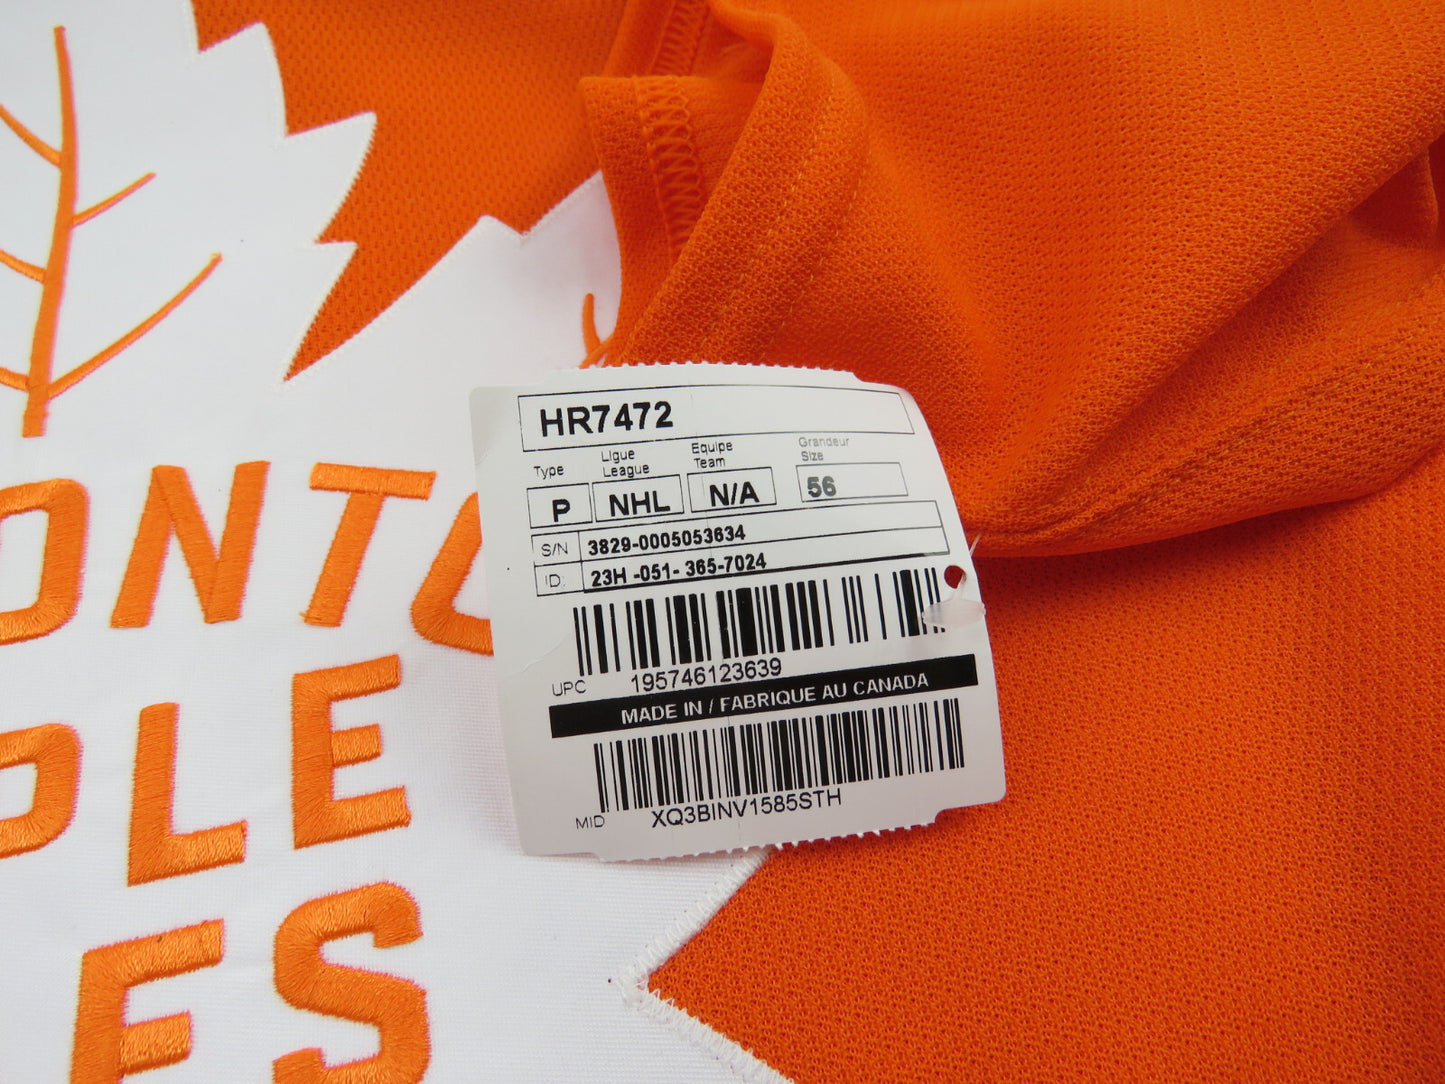 HR7472
Type Ligue League Equipe Team Grandeur Size
P NHL N/A 56
S/N 3829-0005053634
ID: 23H -051- 365-7024
UPC 195746123639
MADE IN / FABRIQUE AU CANADA
MID XQ3BINV1585STH
ONTO
PLE
FS